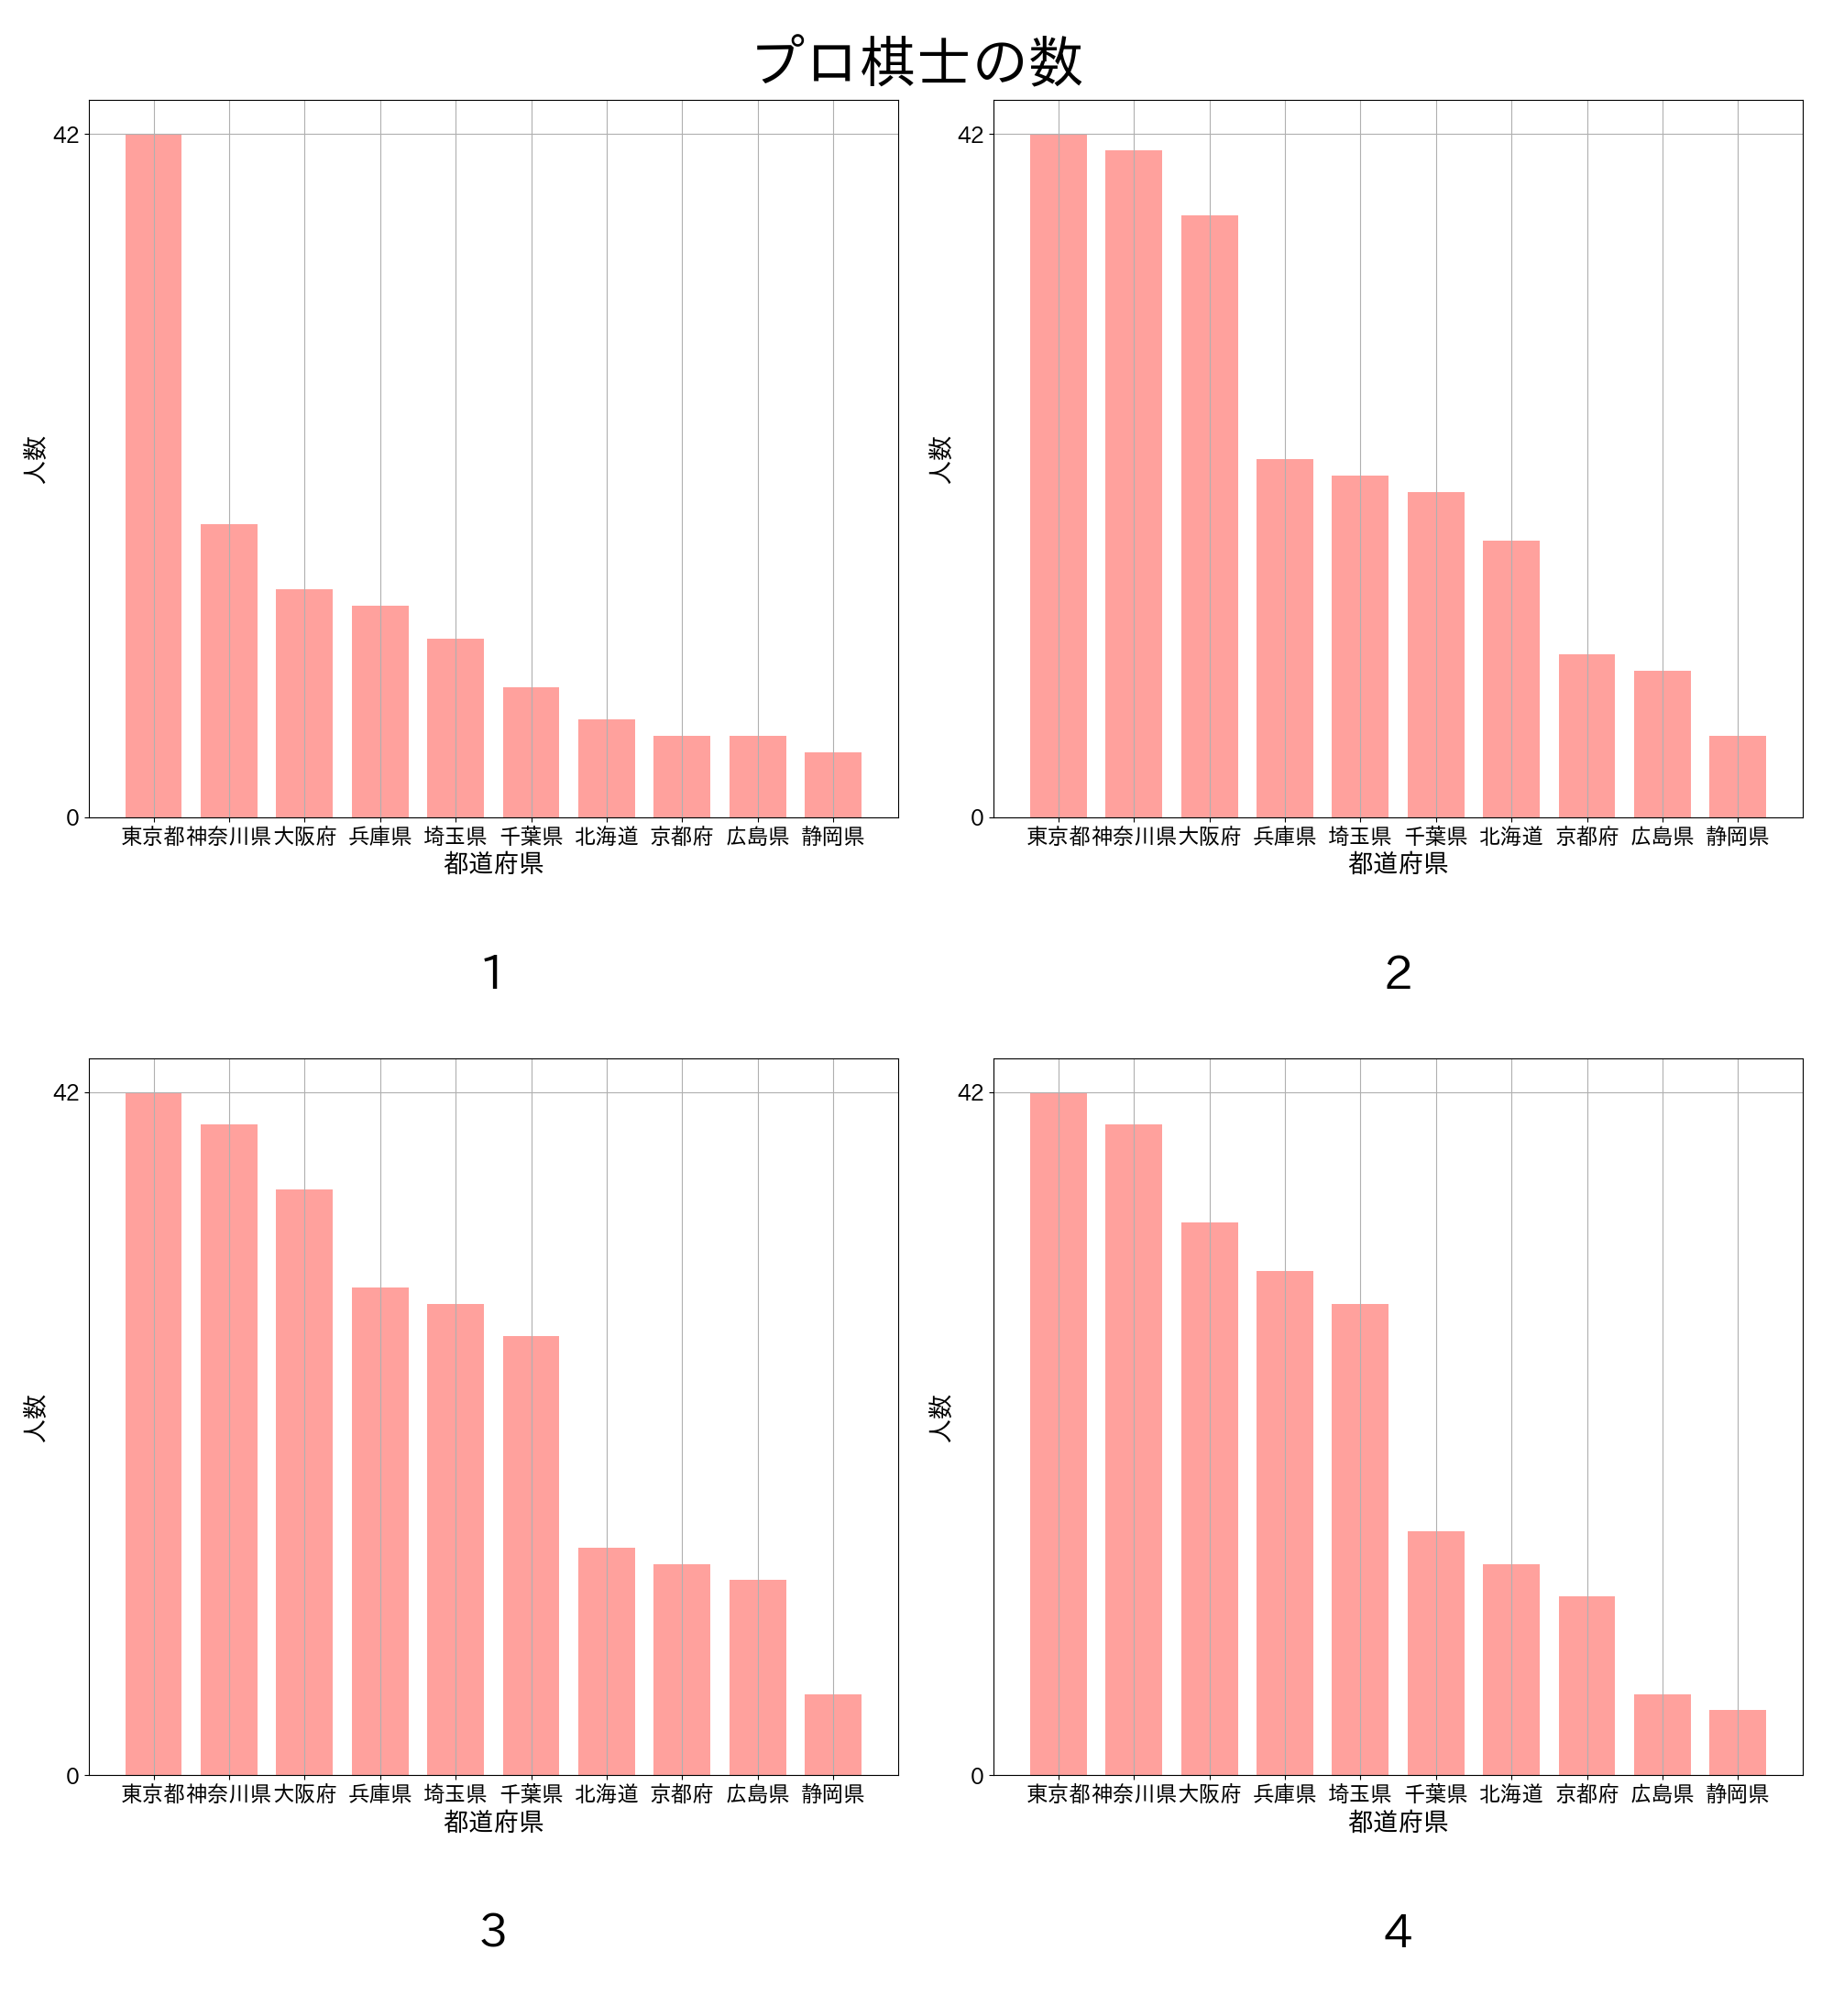 プロ棋士の数
42
0
人数
東京都 神奈川県 大阪府 兵庫県 埼玉県 千葉県 北海道 京都府 広島県 静岡県
都道府県
1
42
0
人数
東京都 神奈川県 大阪府 兵庫県 埼玉県 千葉県 北海道 京都府 広島県 静岡県
都道府県
2
42
0
人数
東京都 神奈川県 大阪府 兵庫県 埼玉県 千葉県 北海道 京都府 広島県 静岡県
都道府県
3
42
0
人数
東京都 神奈川県 大阪府 兵庫県 埼玉県 千葉県 北海道 京都府 広島県 静岡県
都道府県
4